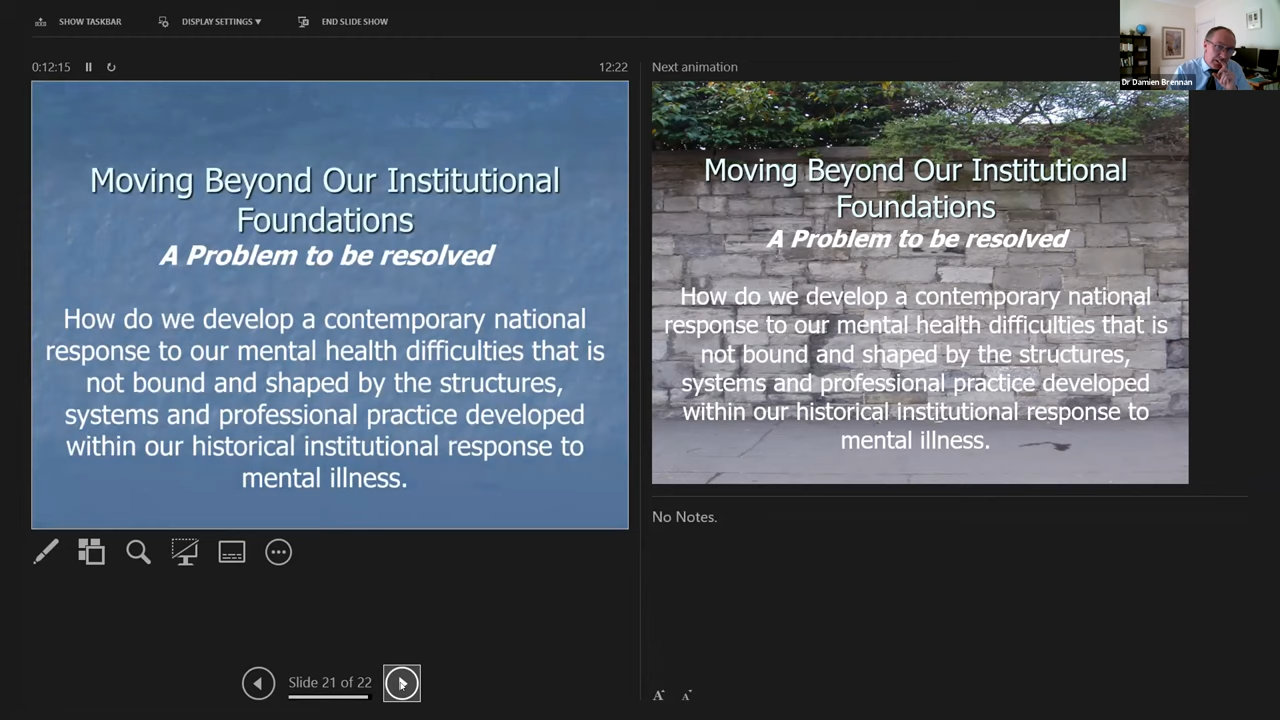 SHOW TASKBAR
DISPLAY SETTINGS ▼
END SLIDE SHOW
0:12:15
12:22
Next animation
Dr Damien Brennan
Moving Beyond Our Institutional
Foundations
A Problem to be resolved
How do we develop a contemporary national
response to our mental health difficulties that is
not bound and shaped by the structures,
systems and professional practice developed
within our historical institutional response to
mental illness.
Moving Beyond Our Institutional
Foundations
A Problem to be resolved
How do we develop a contemporary national
response to our mental health difficulties that is
not bound and shaped by the structures,
systems and professional practice developed
within our historical institutional response to
mental illness.
No Notes.
Slide 21 of 22
A A